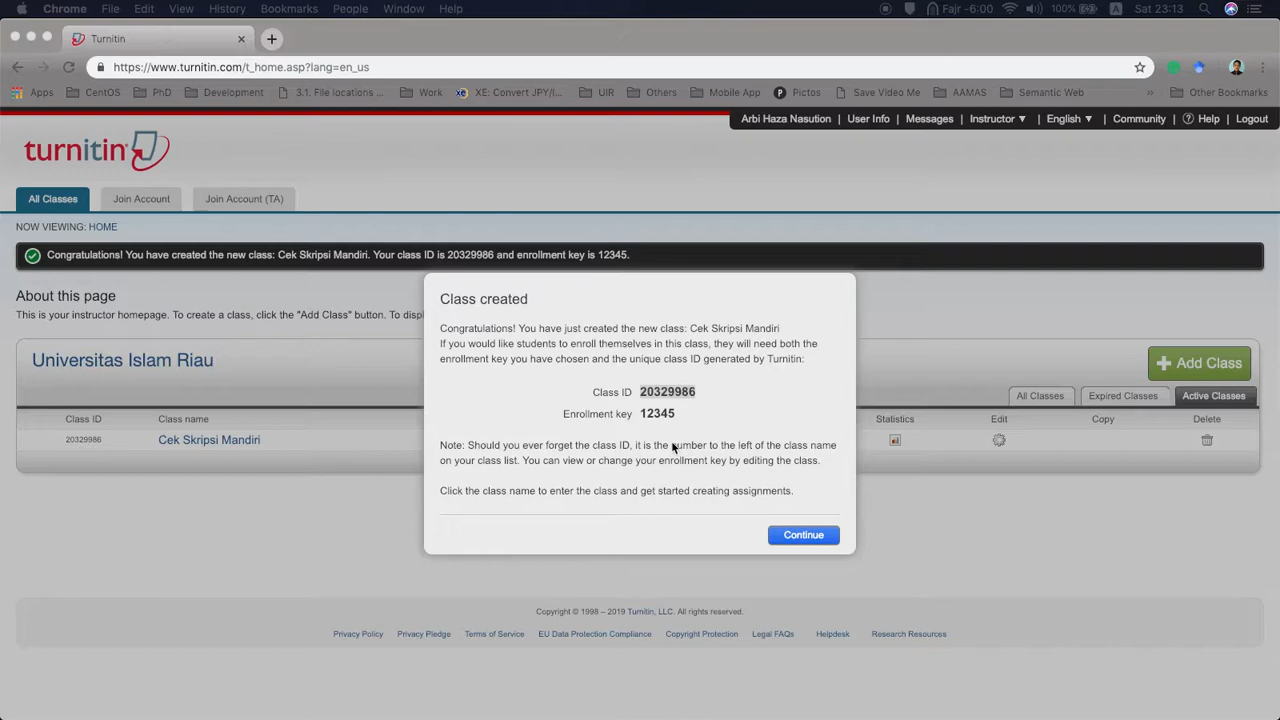 Chrome File Edit View History Bookmarks People Window Help Fajr -6:00 100% A Sat 23:13
Turnitin
https://www.turnitin.com/t_home.asp?lang=en_us
Apps CentOS PhD Development 3.1. File locations ... Work XE: Convert JPY/I... UIR Others Mobile App Pictos Save Video Me AAMAS Semantic Web » Other Bookmarks
Arbi Haza Nasution User Info Messages Instructor ▼ English ▼ Community ? Help Logout
turnitin
All Classes Join Account Join Account (TA)
NOW VIEWING: HOME
Congratulations! You have created the new class: Cek Skripsi Mandiri. Your class ID is 20329986 and enrollment key is 12345.
About this page
This is your instructor homepage. To create a class, click the "Add Class" button. To displ
Universitas Islam Riau
+ Add Class
All Classes Expired Classes Active Classes
Class ID Class name Statistics Edit Copy Delete
20329986 Cek Skripsi Mandiri
Class created
Congratulations! You have just created the new class: Cek Skripsi Mandiri
If you would like students to enroll themselves in this class, they will need both the
enrollment key you have chosen and the unique class ID generated by Turnitin:
Class ID 20329986
Enrollment key 12345
Note: Should you ever forget the class ID, it is the number to the left of the class name
on your class list. You can view or change your enrollment key by editing the class.
Click the class name to enter the class and get started creating assignments.
Continue
Copyright © 1998 – 2019 Turnitin, LLC. All rights reserved.
Privacy Policy Privacy Pledge Terms of Service EU Data Protection Compliance Copyright Protection Legal FAQs Helpdesk Research Resources